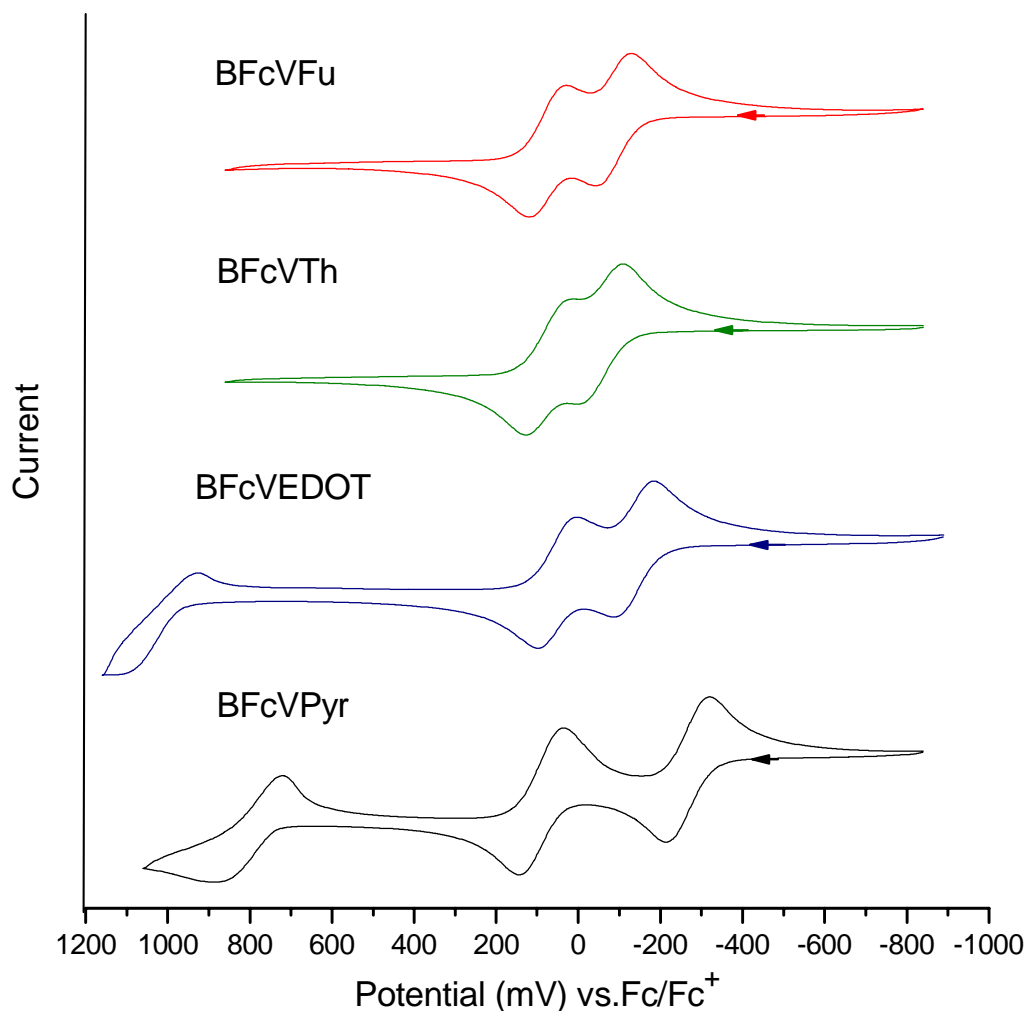 BFcVFu
BFcVTh
BFcVEDOT
BFcVPyr
Current
1200 1000 800 600 400 200 0 -200 -400 -600 -800 -1000
Potential (mV) vs.Fc/Fc⁺